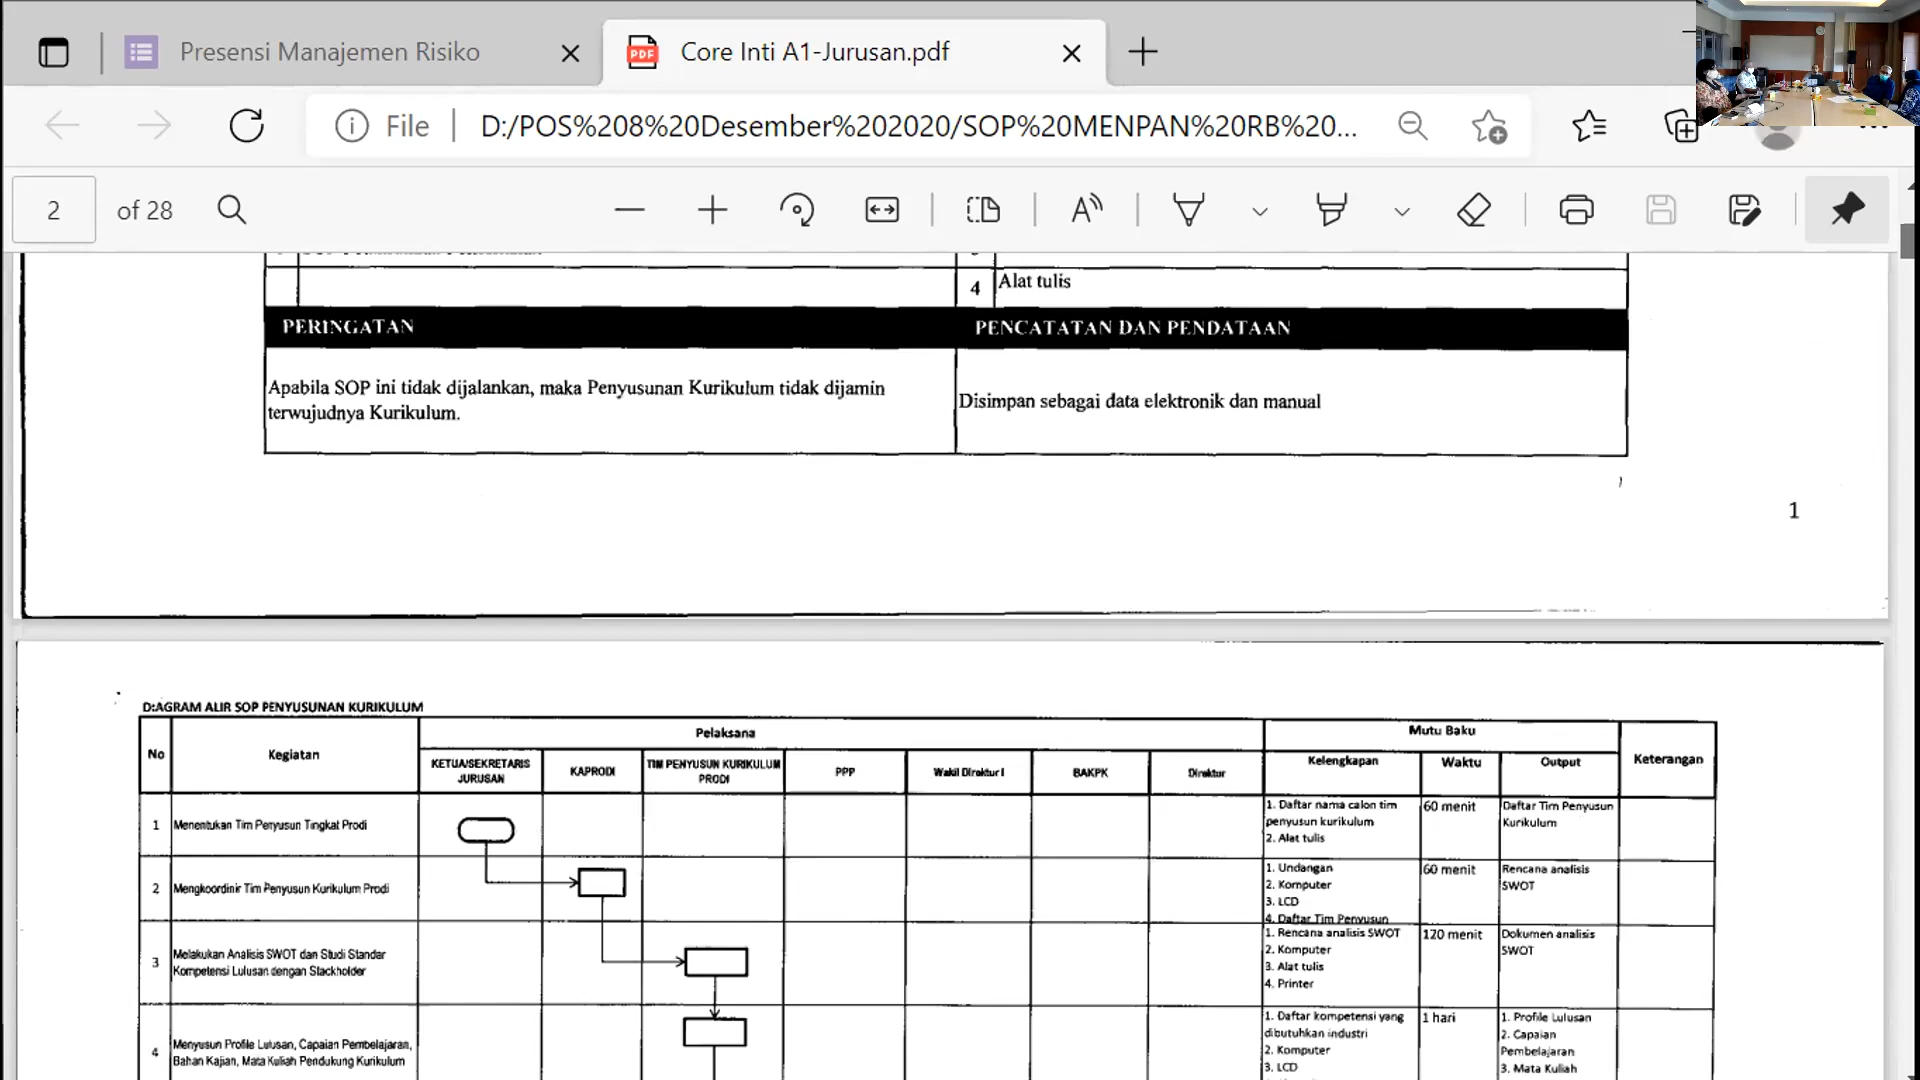 Presensi Manajemen Risiko
Core Inti A1-Jurusan.pdf
File
D:/POS%208%20Desember%202020/SOP%20MENPAN%20RB%20...
2 of 28
4 Alat tulis
PERINGATAN
PENCATATAN DAN PENDATAAN
Apabila SOP ini tidak dijalankan, maka Penyusunan Kurikulum tidak dijamin
terwujudnya Kurikulum.
Disimpan sebagai data elektronik dan manual
1
D:AGRAM ALIR SOP PENYUSUNAN KURIKULUM
No
Kegiatan
Pelaksana
Mutu Baku
Keterangan
KETUA/SEKRETARIS
JURUSAN
KAPRODI
TIM PENYUSUN KURIKULUM
PRODI
PPP
Wakil Direktur I
BAKPK
Direktur
Kelengkapan
Waktu
Output
1
Menentukan Tim Penyusun Tingkat Prodi
1. Daftar nama calon tim
penyusun kurikulum
2. Alat tulis
60 menit
Daftar Tim Penyusun
Kurikulum
2
Mengkoordinir Tim Penyusun Kurikulum Prodi
1. Undangan
2. Komputer
3. LCD
4. Daftar Tim Penyusun
60 menit
Rencana analisis
SWOT
3
Melakukan Analisis SWOT dan Studi Standar
Kompetensi Lulusan dengan Stackholder
1. Rencana analisis SWOT
2. Komputer
3. Alat tulis
4. Printer
120 menit
Dokumen analisis
SWOT
4
Menyusun Profile Lulusan, Capaian Pembelajaran,
Bahan Kajian, Mata Kuliah Pendukung Kurikulum
1. Daftar kompetensi yang
dibutuhkan industri
2. Komputer
3. LCD
1 hari
1. Profile Lulusan
2. Capaian
Pembelajaran
3. Mata Kuliah